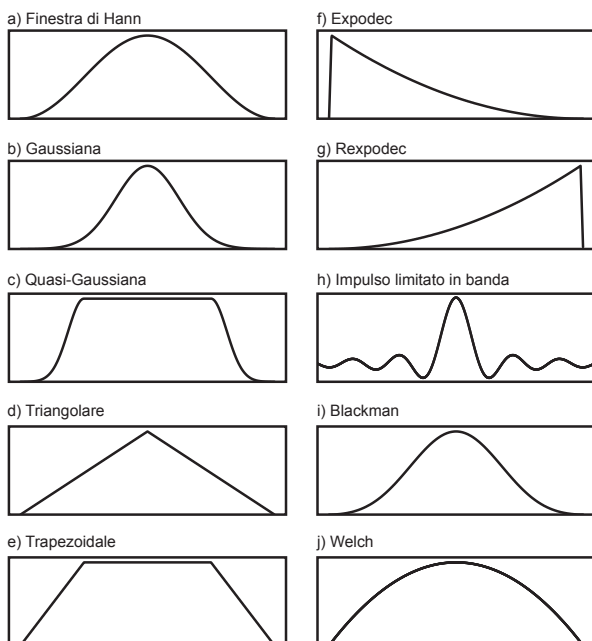 a) Finestra di Hann
b) Gaussiana
c) Quasi-Gaussiana
d) Triangolare
e) Trapezoidale
f) Expodec
g) Rexpodec
h) Impulso limitato in banda
i) Blackman
j) Welch